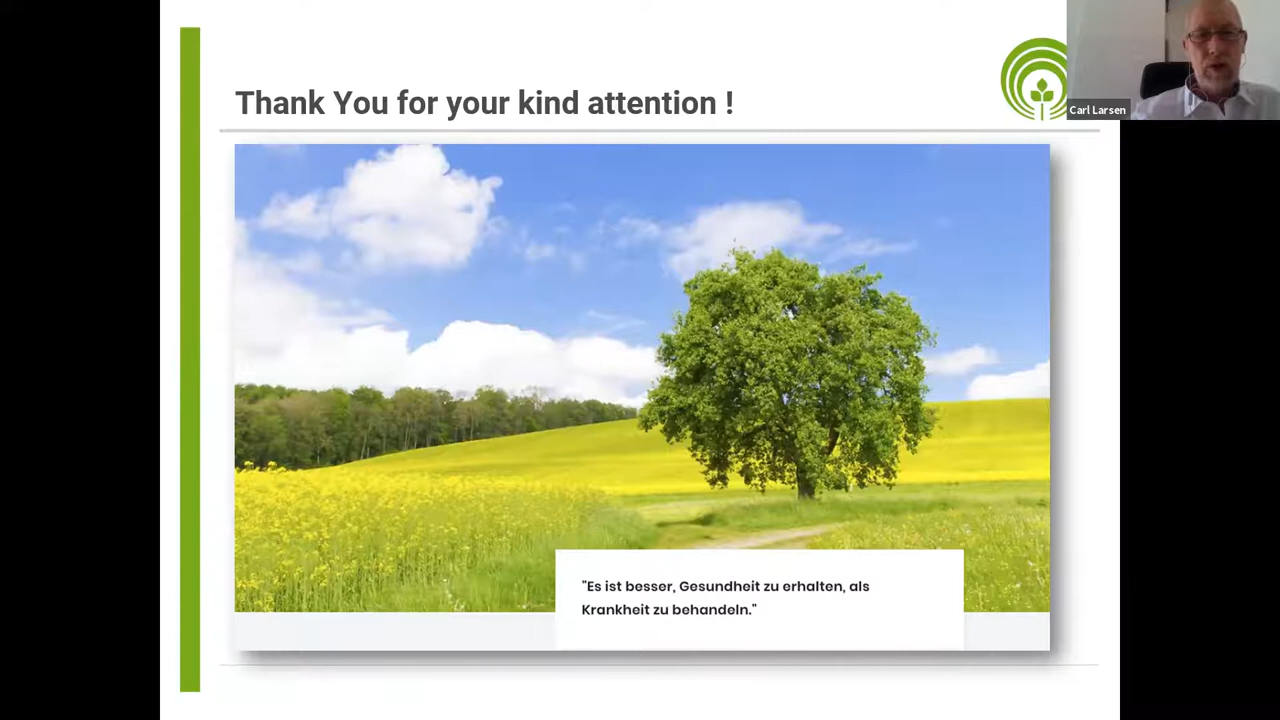 Thank You for your kind attention !
Carl Larsen
"Es ist besser, Gesundheit zu erhalten, als
Krankheit zu behandeln."